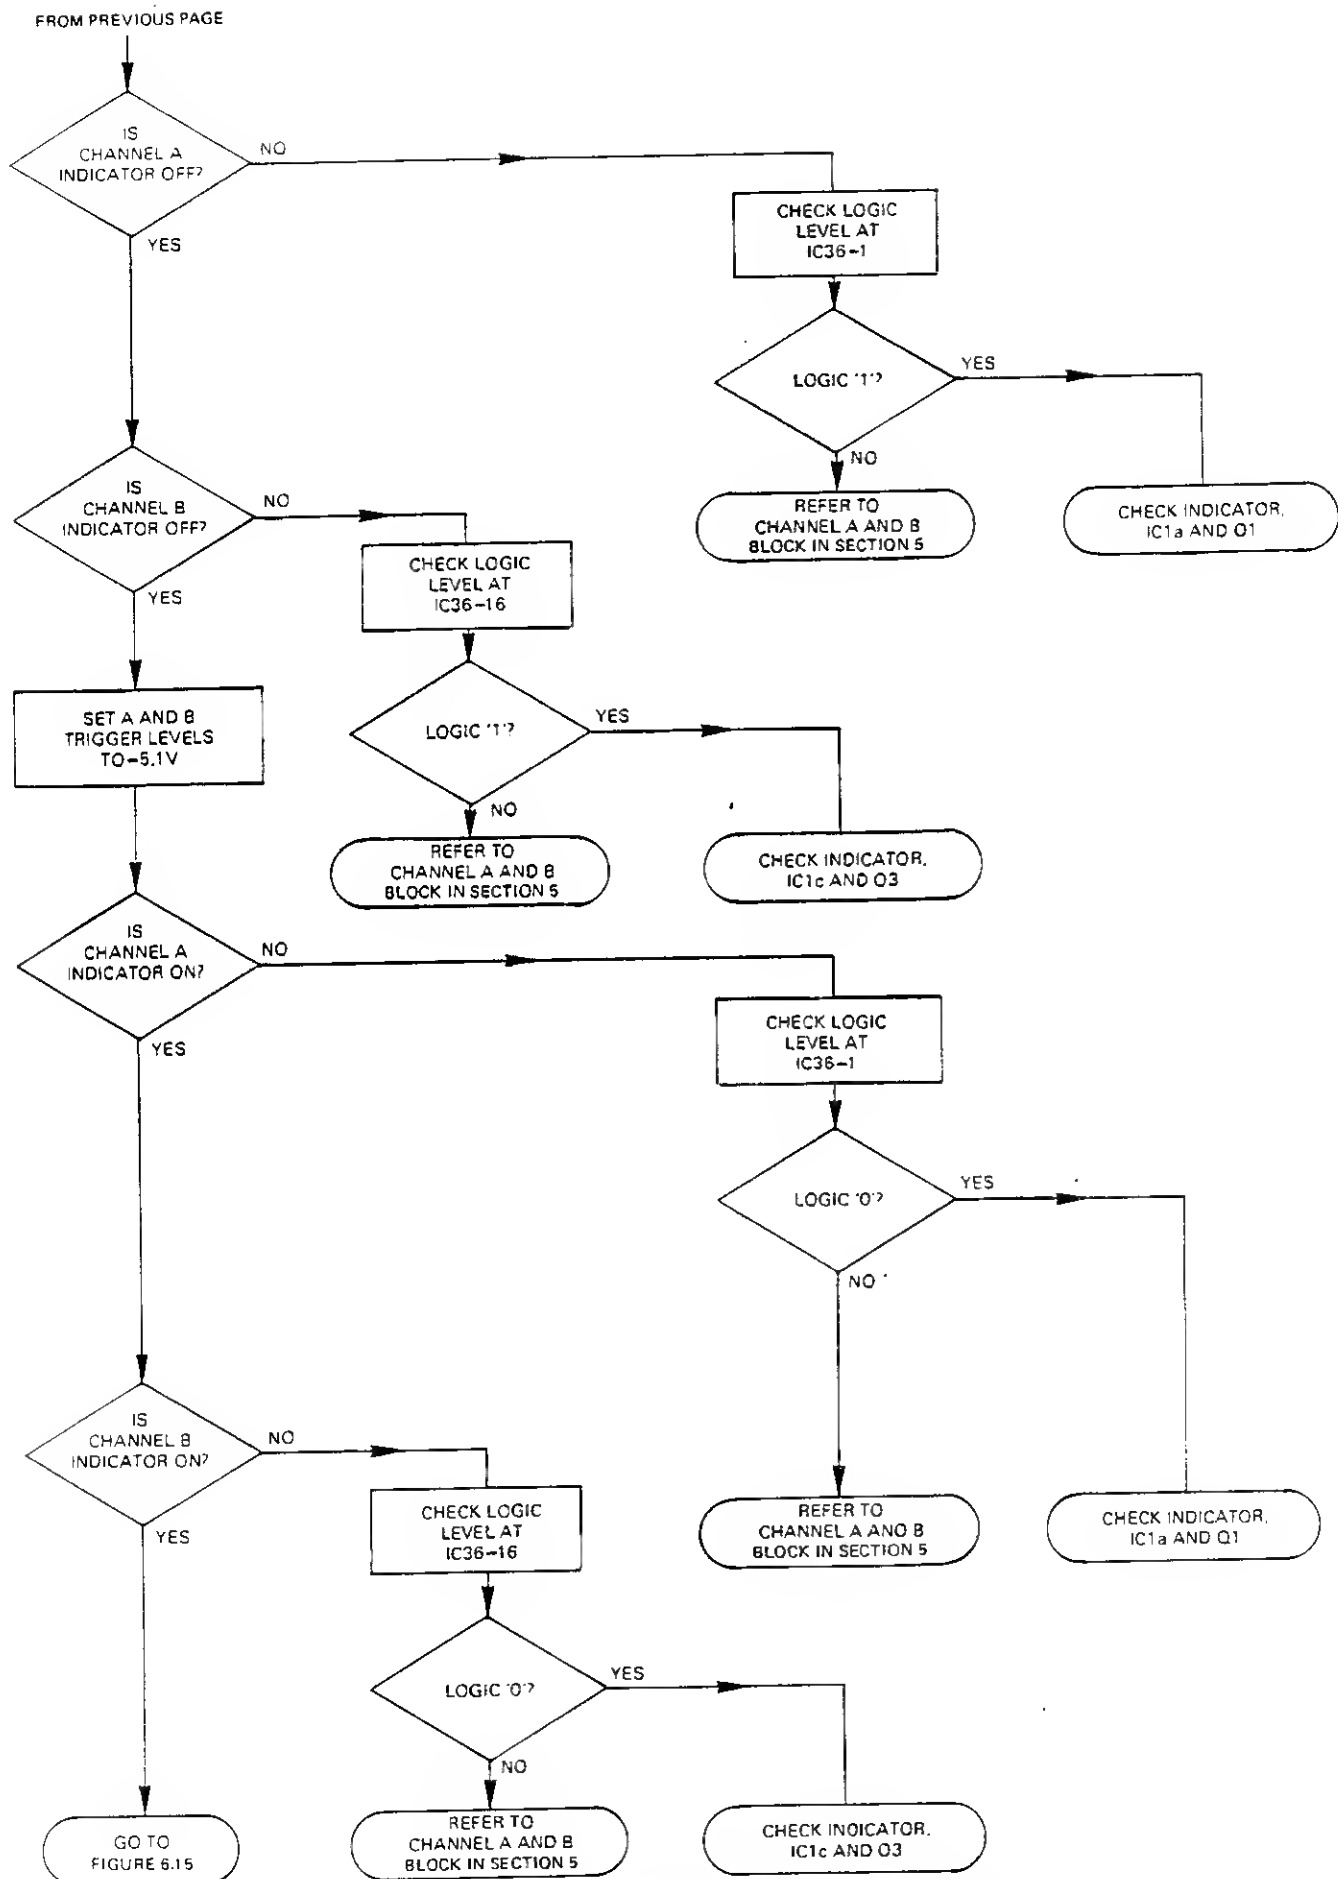 FROM PREVIOUS PAGE
IS
CHANNEL A
INDICATOR OFF?
NO
YES
CHECK LOGIC
LEVEL AT
IC36-1
LOGIC '1'?
YES
NO
REFER TO
CHANNEL A AND B
BLOCK IN SECTION 5
CHECK INDICATOR,
IC1a AND Q1
IS
CHANNEL B
INDICATOR OFF?
NO
YES
CHECK LOGIC
LEVEL AT
IC36-16
LOGIC '1'?
YES
NO
REFER TO
CHANNEL A AND B
BLOCK IN SECTION 5
CHECK INDICATOR,
IC1c AND Q3
SET A AND B
TRIGGER LEVELS
TO -5.1V
IS
CHANNEL A
INDICATOR ON?
NO
YES
CHECK LOGIC
LEVEL AT
IC36-1
LOGIC '0'?
YES
NO
REFER TO
CHANNEL A AND B
BLOCK IN SECTION 5
CHECK INDICATOR,
IC1a AND Q1
IS
CHANNEL B
INDICATOR ON?
NO
YES
CHECK LOGIC
LEVEL AT
IC36-16
LOGIC '0'?
YES
NO
REFER TO
CHANNEL A AND B
BLOCK IN SECTION 5
CHECK INDICATOR,
IC1c AND Q3
GO TO
FIGURE 6.15